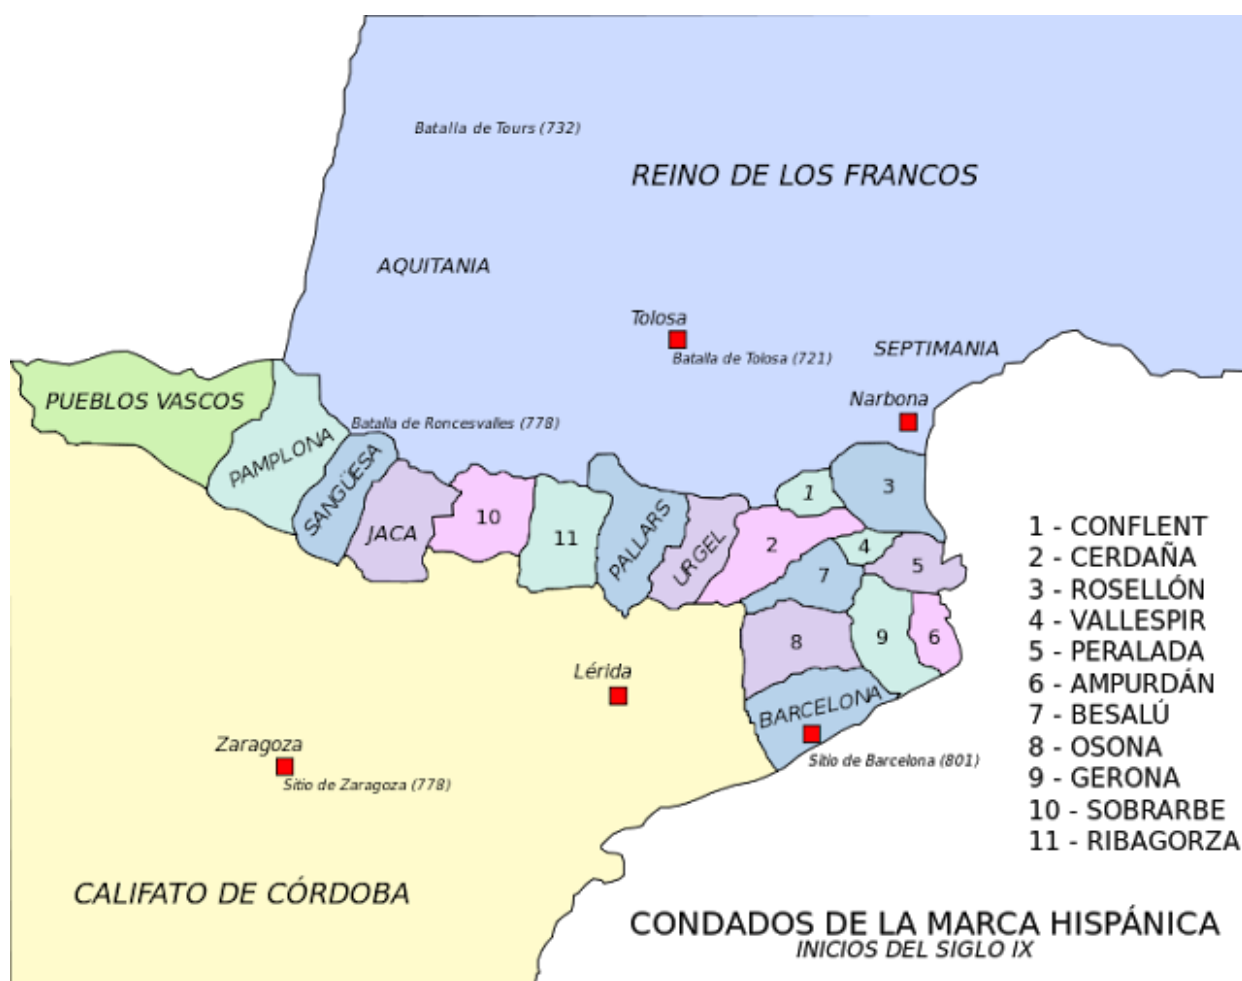 Batalla de Tours (732)
REINO DE LOS FRANCOS
AQUITANIA
Tolosa
Batalla de Tolosa (721)
SEPTIMANIA
Narbona
PUEBLOS VASCOS
Batalla de Roncesvalles (778)
PAMPLONA
SANGÜESA
JACA
10
11
PALLARS
URGEL
1
2
3
4
5
7
8
9
6
BARCELONA
Sitio de Barcelona (801)
Lérida
Zaragoza
Sitio de Zaragoza (778)
CALIFATO DE CÓRDOBA
1 - CONFLENT
2 - CERDAÑA
3 - ROSELLÓN
4 - VALLESPIR
5 - PERALADA
6 - AMPURDÁN
7 - BESALÚ
8 - OSONA
9 - GERONA
10 - SOBRARBE
11 - RIBAGORZA
CONDADOS DE LA MARCA HISPÁNICA
INICIOS DEL SIGLO IX